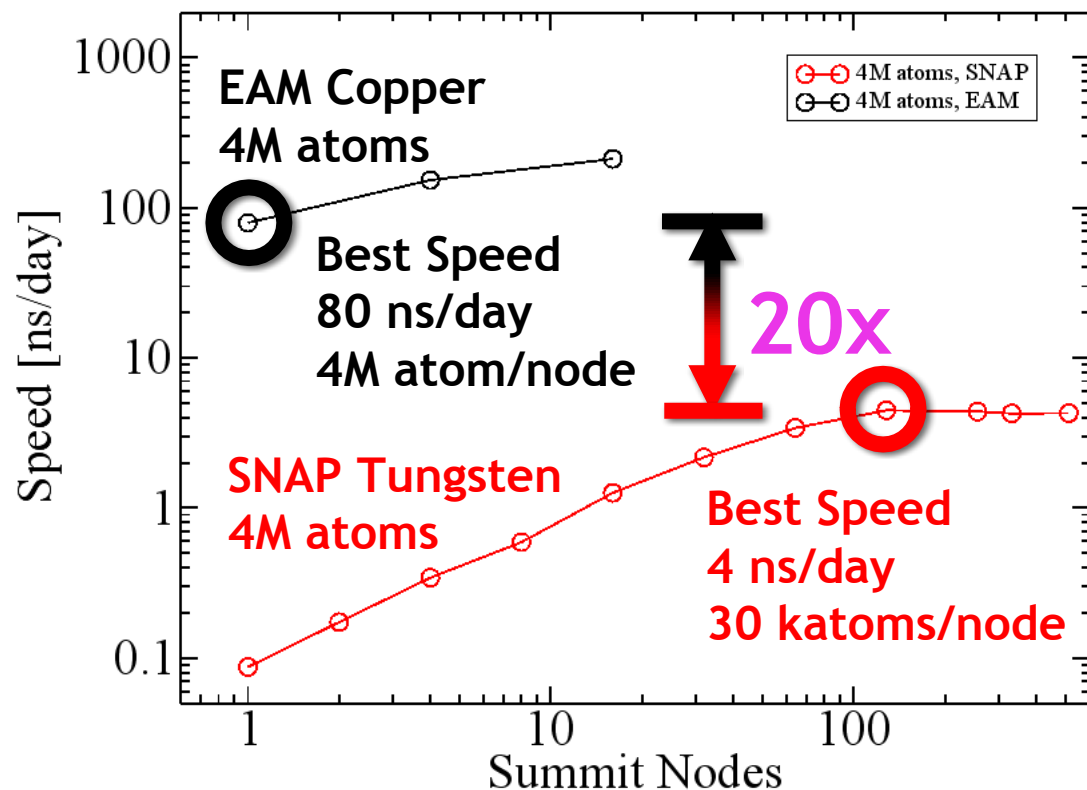 1000
100
10
1
0.1
Speed [ns/day]
EAM Copper
4M atoms
4M atoms, SNAP
4M atoms, EAM
Best Speed
80 ns/day
4M atom/node
20x
SNAP Tungsten
4M atoms
Best Speed
4 ns/day
30 katoms/node
1
10
100
Summit Nodes